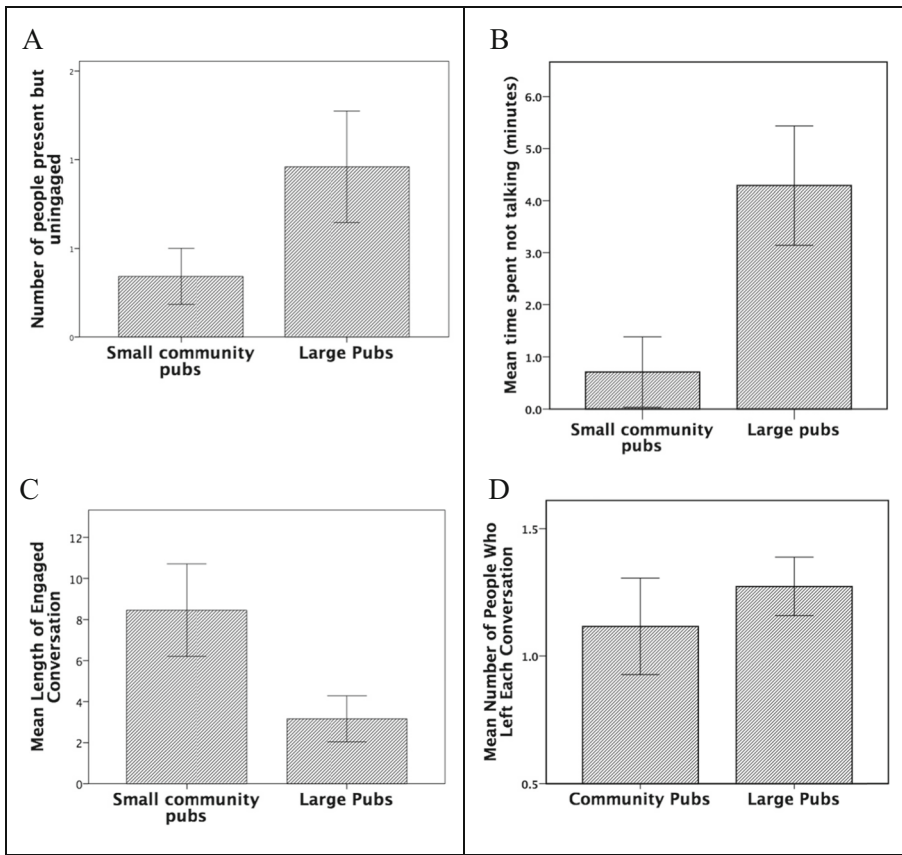 A
Number of people present but
uningaged
2
1
1
0
Small community
pubs
Large Pubs
B
Mean time spent not talking (minutes)
6.0
5.0
4.0
3.0
2.0
1.0
0.0
Small community
pubs
Large pubs
C
Mean Length of Engaged
Conversation
12
10
8
6
4
2
0
Small community
pubs
Large Pubs
D
Mean Number of People Who
Left Each Conversation
1.5
1.0
0.5
Community Pubs
Large Pubs